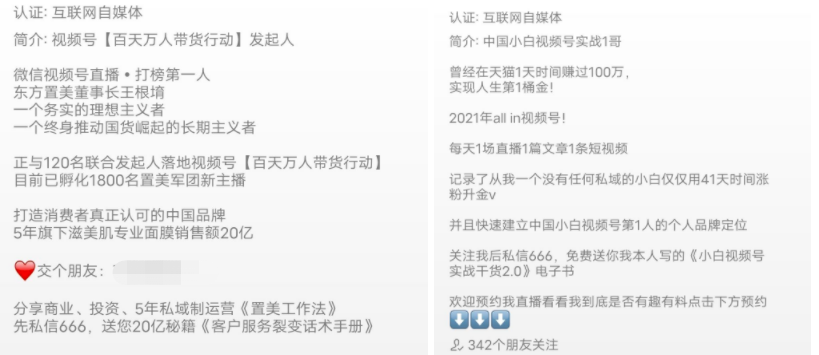 认证: 互联网自媒体
简介: 视频号【百天万人带货行动】发起人
微信视频号直播·打榜第一人
东方置美董事长王根堉
一个务实的理想主义者
一个终身推动国货崛起的长期主义者
正与120名联合发起人落地视频号【百天万人带货行动】
目前已孵化1800名置美军团新主播
打造消费者真正认可的中国品牌
5年旗下滋美肌专业面膜销售额20亿
❤️交个朋友:
分享商业、投资、5年私域制运营《置美工作法》
先私信666，送您20亿秘籍《客户服务裂变话术手册》
认证: 互联网自媒体
简介: 中国小白视频号实战1哥
曾经在天猫1天时间赚过100万，
实现人生第1桶金！
2021年all in视频号！
每天1场直播1篇文章1条短视频
记录了从我一个没有任何私域的小白仅仅用41天时间涨
粉升金v
并且快速建立中国小白视频号第1人的个人品牌定位
关注我后私信666，免费送你我本人写的《小白视频号
实战干货2.0》电子书
欢迎预约我直播看看我到底是否有趣有料点击下方预约
⬇️⬇️⬇️
342个朋友关注